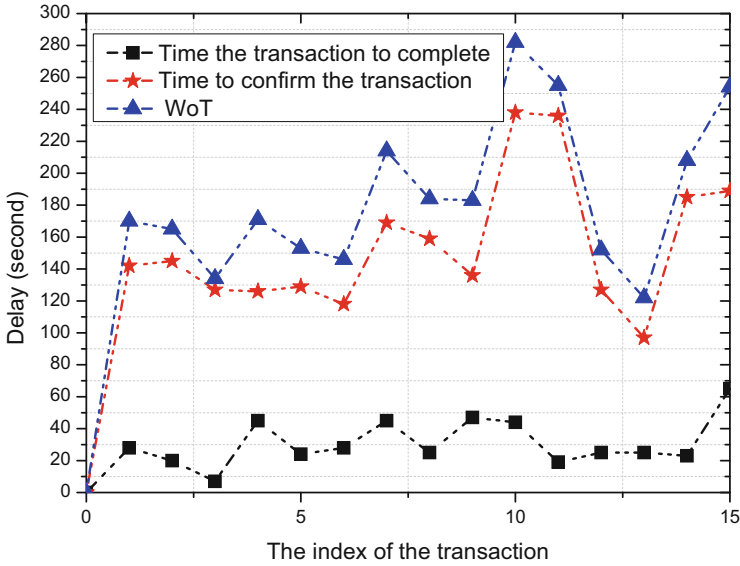 300
280
260
240
220
200
180
160
140
120
100
80
60
40
20
0
Delay (second)
Time the transaction to complete
Time to confirm the transaction
WoT
0 5 10 15
The index of the transaction